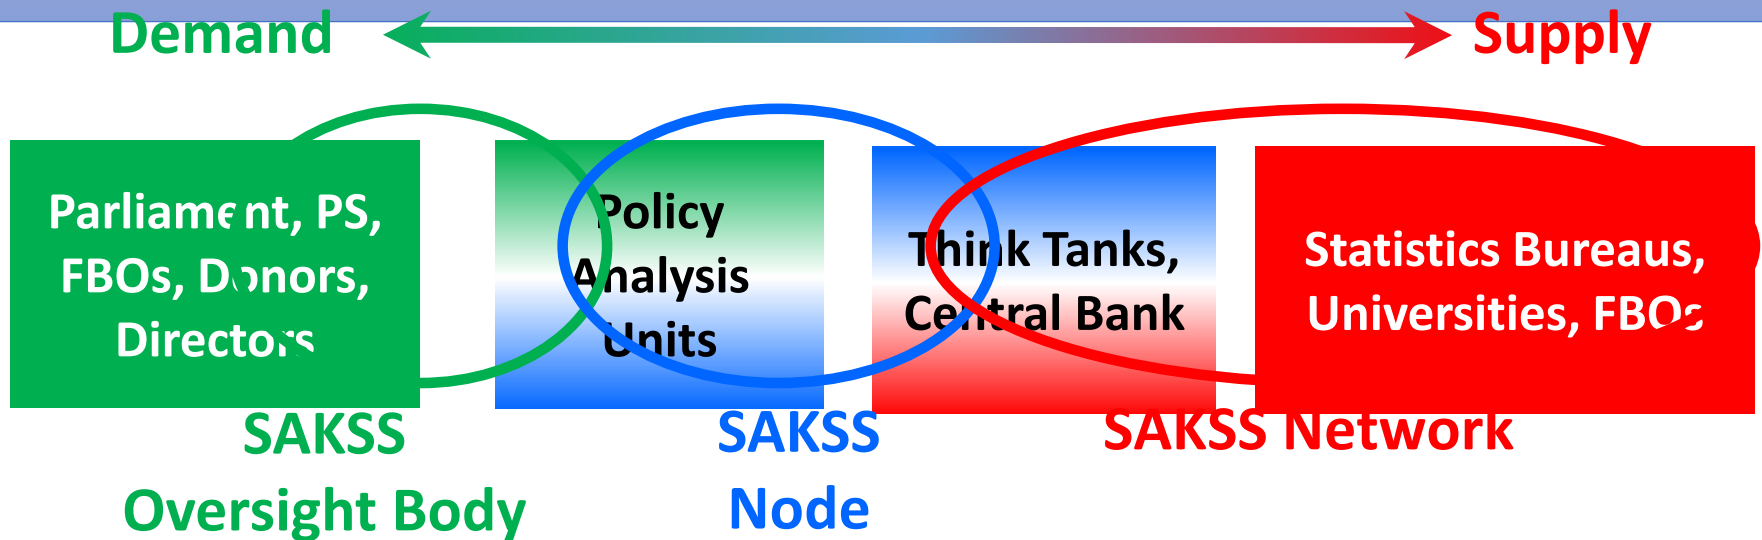 Demand
Supply
Parliament, PS,
FBOs, Donors,
Directors
Policy
Analysis
Units
Think Tanks,
Central Bank
Statistics Bureaus,
Universities, FBOs
SAKSS
Oversight Body
SAKSS
Node
SAKSS Network